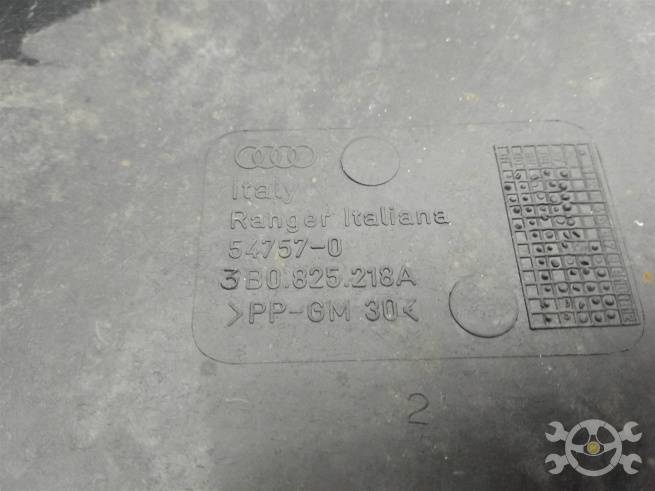 Italy
Ranger Italiana
54757-0
3B0.825.218A
>PP-GM 30<
2